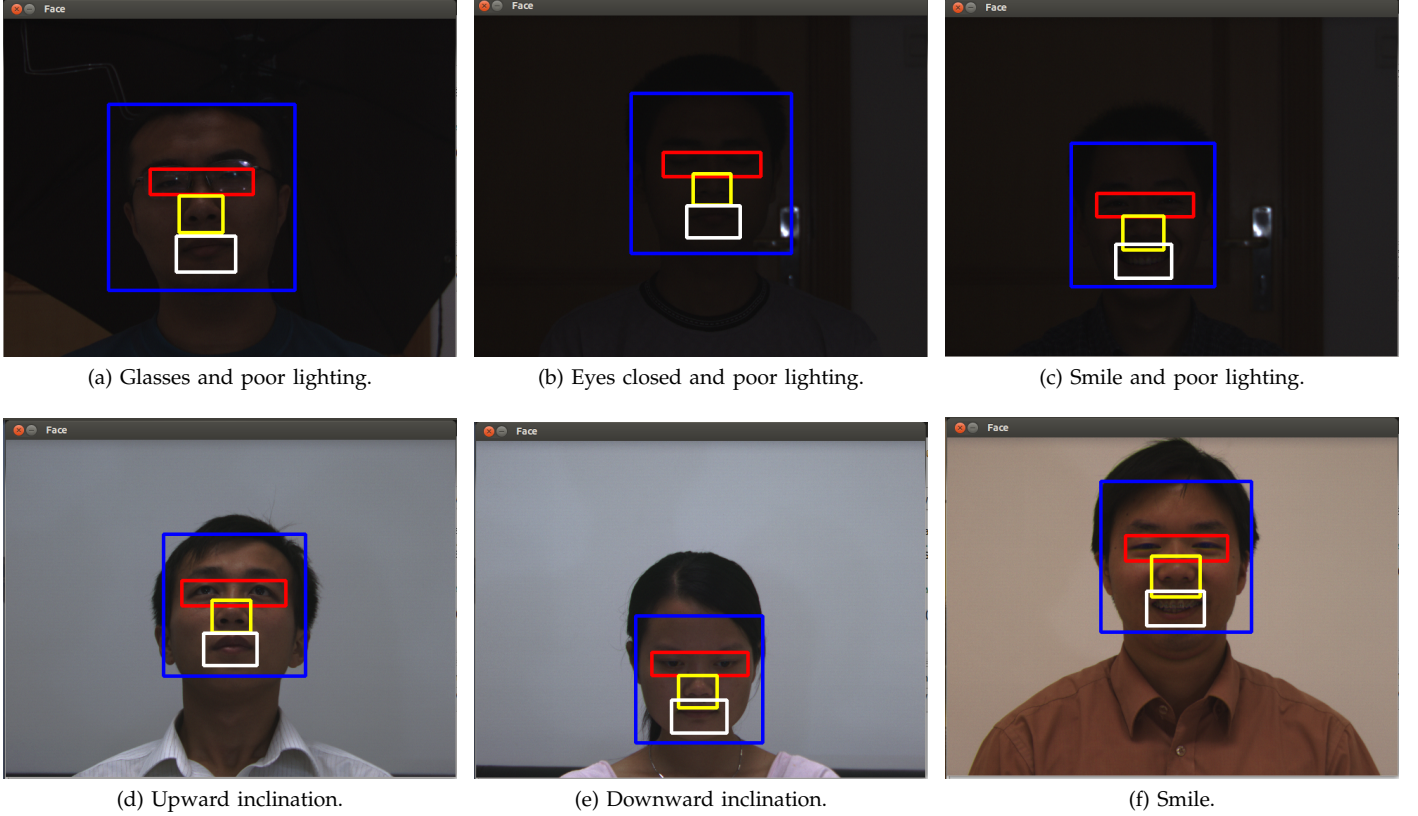 Face
Face
Face
(a) Glasses and poor lighting.
(b) Eyes closed and poor lighting.
(c) Smile and poor lighting.
Face
Face
Face
(d) Upward inclination.
(e) Downward inclination.
(f) Smile.